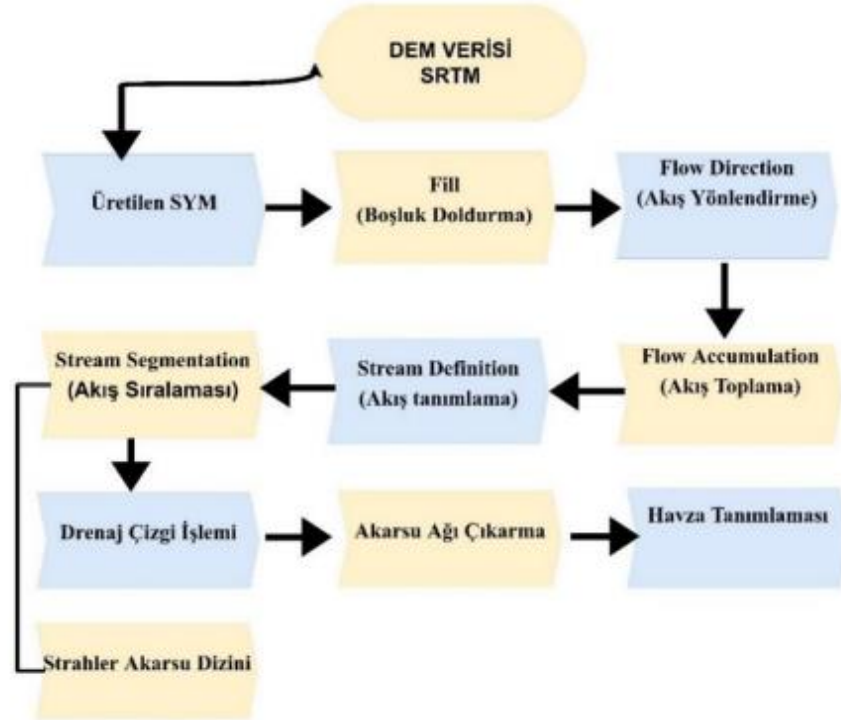 DEM VERİSİ
SRTM
Üretilen SYM
Fill
(Boşluk Doldurma)
Flow Direction
(Akış Yönlendirme)
Flow Accumulation
(Akış Toplama)
Stream Definition
(Akış tanımlama)
Stream Segmentation
(Akış Sıralaması)
Drenaj Çizgi İşlemi
Akarsu Ağı Çıkarma
Havza Tanımlaması
Strahler Akarsu Dizini